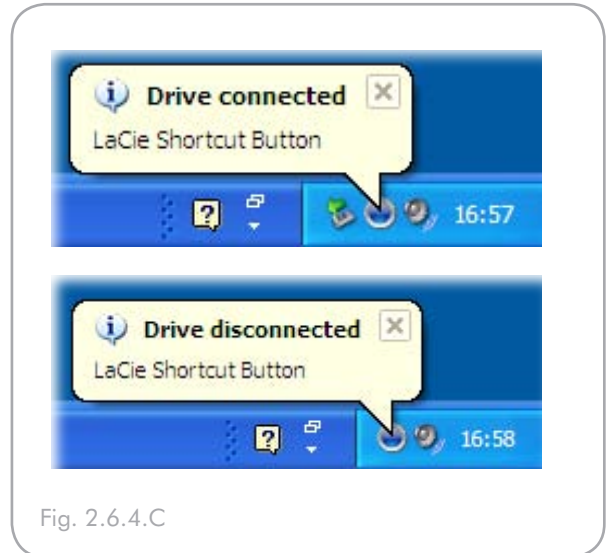 Drive connected
LaCie Shortcut Button
16:57
Drive disconnected
LaCie Shortcut Button
16:58
Fig. 2.6.4.C